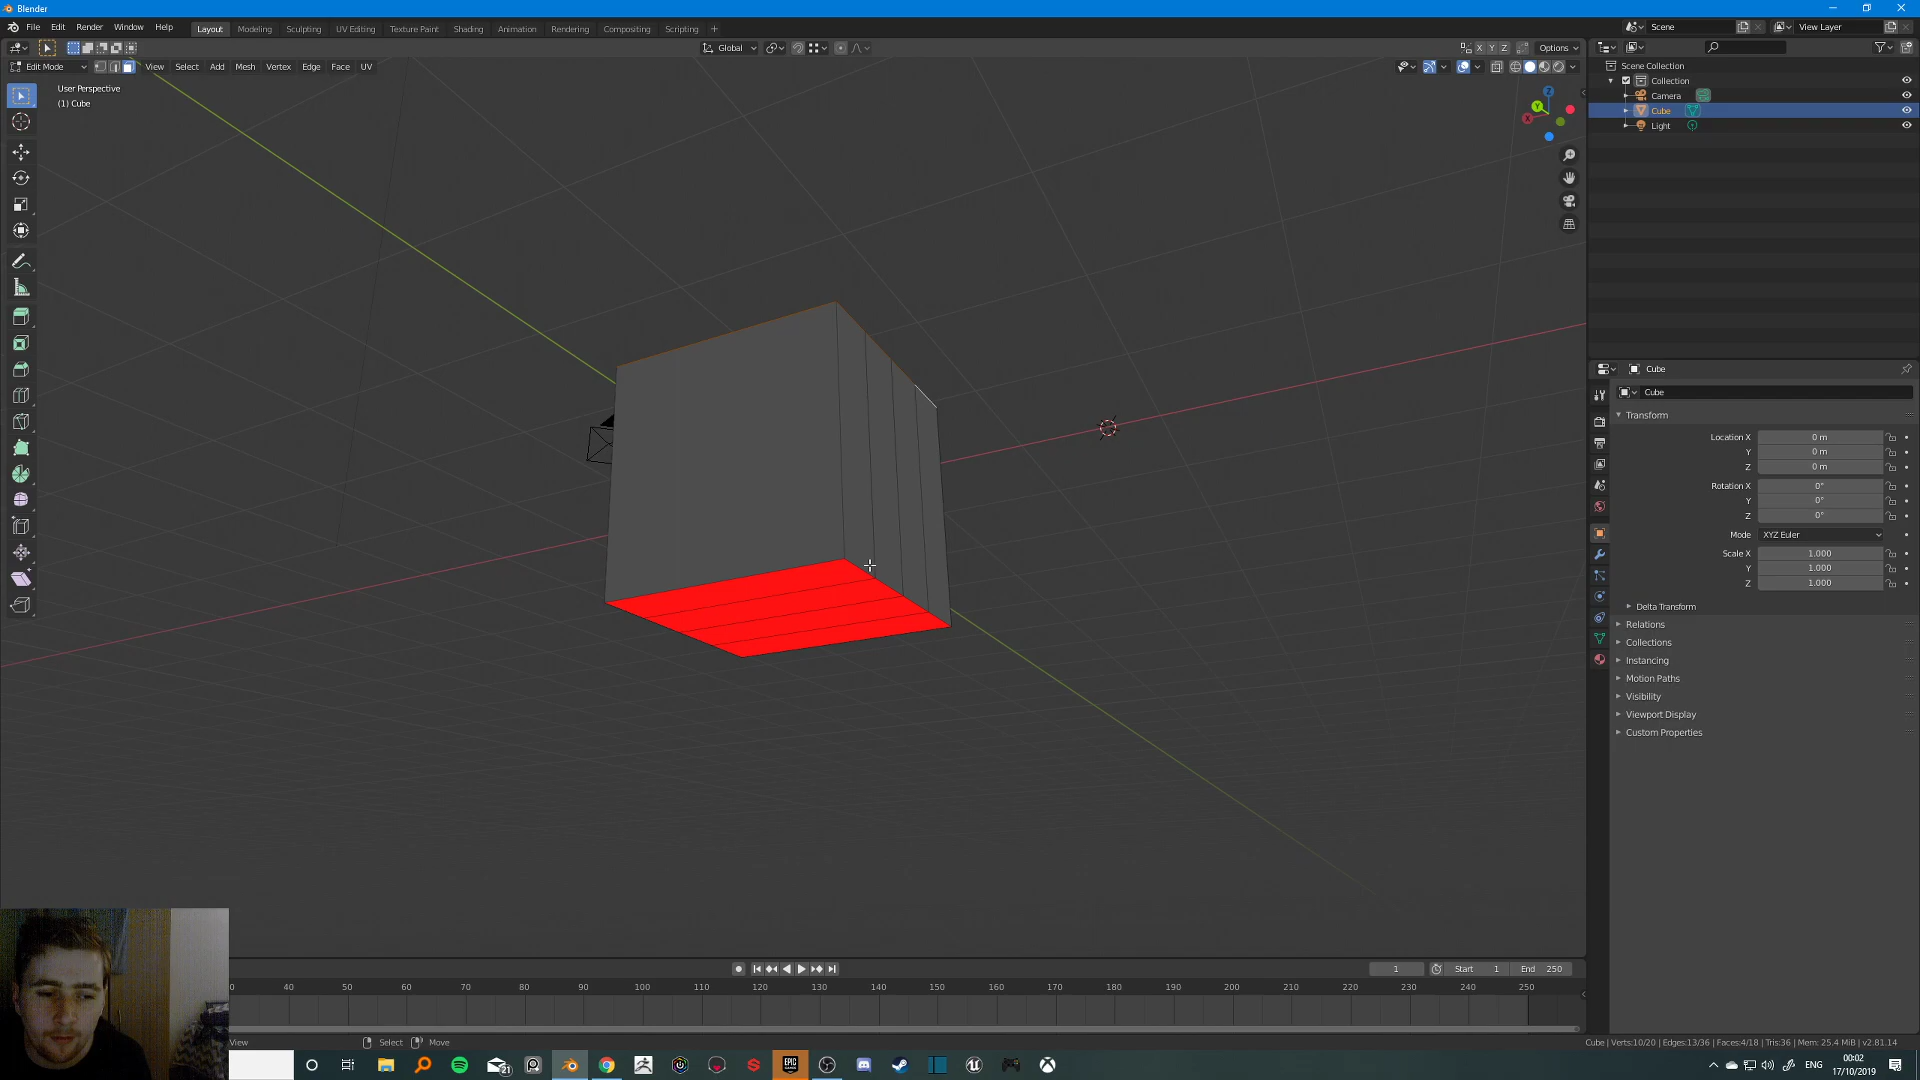 Blender
File Edit Render Window Help
Layout Modeling Sculpting UV Editing Texture Paint Shading Animation Rendering Compositing Scripting +
Scene
View Layer
Global
X Y Z
Options
Edit Mode
View Select Add Mesh Vertex Edge Face UV
User Perspective
(1) Cube
Z
Y
X
Scene Collection
Collection
Camera
Cube
Light
Cube
Cube
Transform
Location X 0 m
Y 0 m
Z 0 m
Rotation X 0°
Y 0°
Z 0°
Mode XYZ Euler
Scale X 1.000
Y 1.000
Z 1.000
Delta Transform
Relations
Collections
Instancing
Motion Paths
Visibility
Viewport Display
Custom Properties
1
Start 1
End 250
0 40 50 60 70 80 90 100 110 120 130 140 150 160 170 180 190 200 210 220 230 240 250
View
Select
Move
Cube | Verts:10/20 | Edges:13/36 | Faces:4/18 | Tris:36 | Mem: 25.4 MiB | v2.81.14
21
EPIC
GAMES
ENG
00:02
17/10/2019